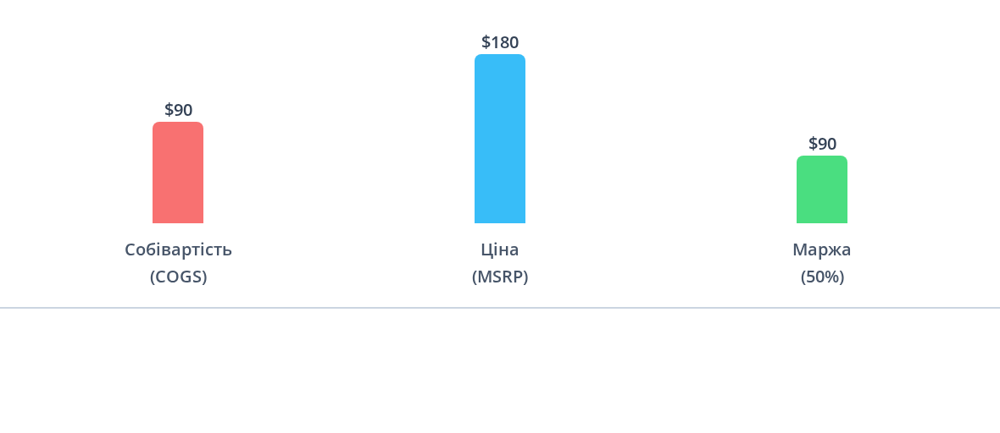 $180
$90
$90
Собівартість
(COGS)
Ціна
(MSRP)
Маржа
(50%)